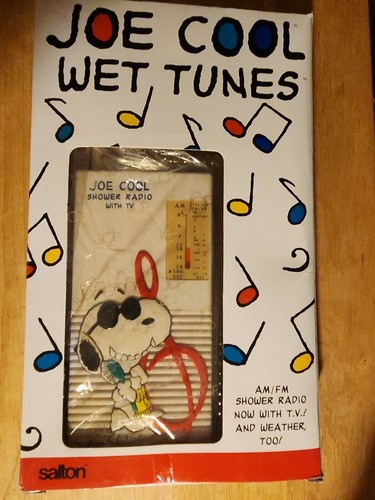 JOE COOL
WET TUNES
JOE COOL
SHOWER RADIO
WITH TV
AM
AM/FM
SHOWER RADIO
NOW WITH T.V.!
AND WEATHER,
TOO!
salton